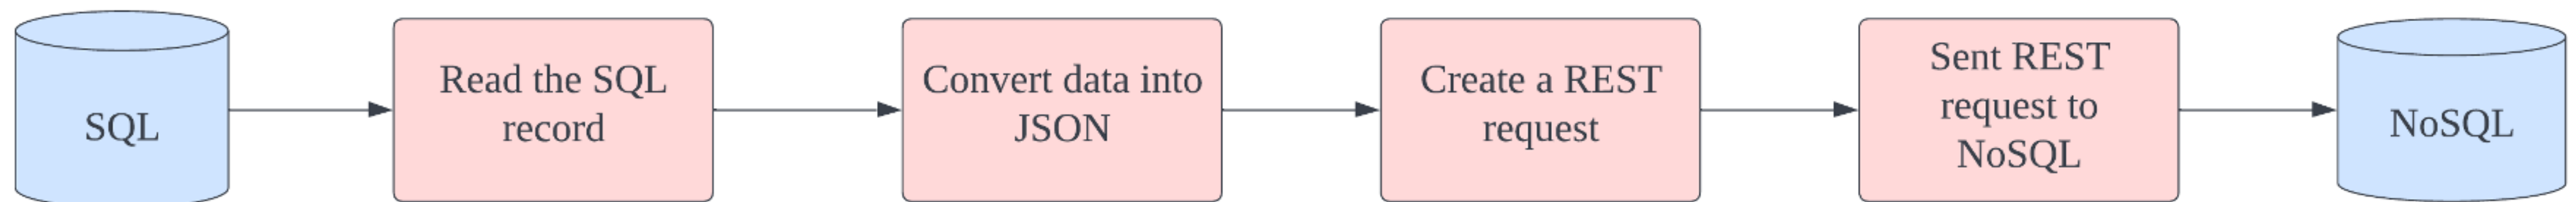 SQL
Read the SQL
record
Convert data into
JSON
Create a REST
request
Sent REST
request to
NoSQL
NoSQL